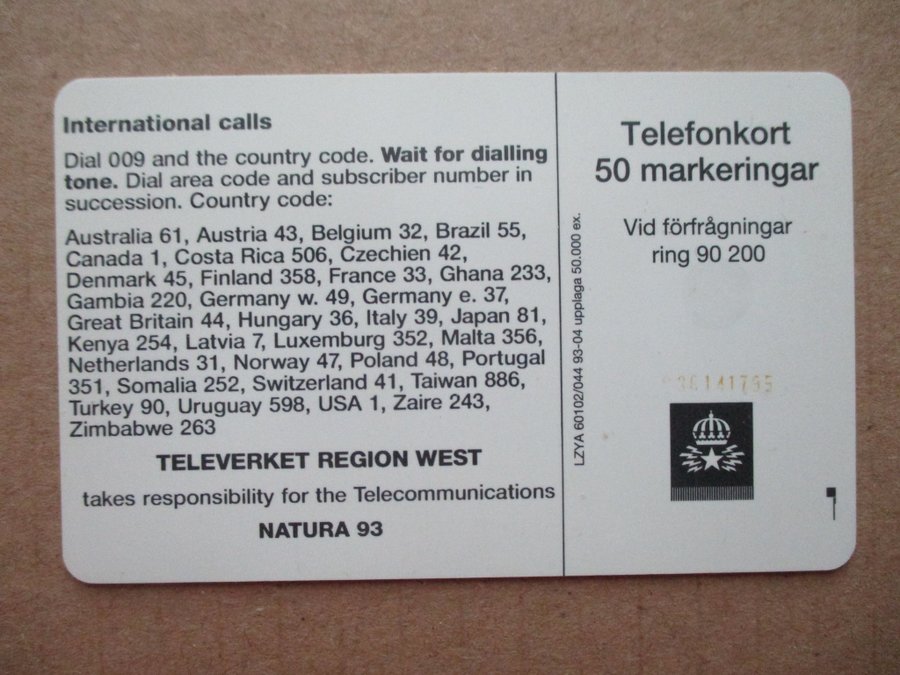 International calls
Dial 009 and the country code. Wait for dialling
tone. Dial area code and subscriber number in
succession. Country code:
Australia 61, Austria 43, Belgium 32, Brazil 55,
Canada 1, Costa Rica 506, Czechien 42,
Denmark 45, Finland 358, France 33, Ghana 233,
Gambia 220, Germany w. 49, Germany e. 37,
Great Britain 44, Hungary 36, Italy 39, Japan 81,
Kenya 254, Latvia 7, Luxemburg 352, Malta 356,
Netherlands 31, Norway 47, Poland 48, Portugal
351, Somalia 252, Switzerland 41, Taiwan 886,
Turkey 90, Uruguay 598, USA 1, Zaire 243,
Zimbabwe 263
TELEVERKET REGION WEST
takes responsibility for the Telecommunications
NATURA 93
LZYA 60102/044 93-04 upplaga 50.000 ex.
Telefonkort
50 markeringar
Vid förfrågningar
ring 90 200